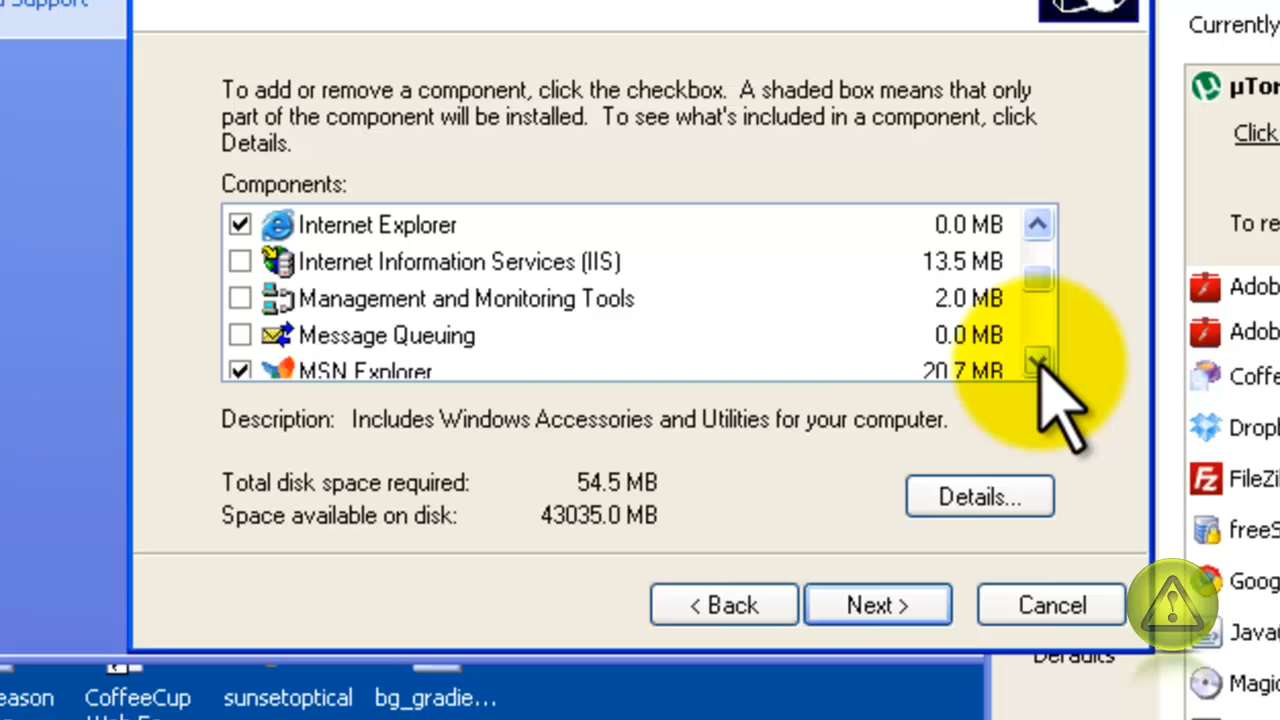 Support
Currently
To add or remove a component, click the checkbox. A shaded box means that only
part of the component will be installed. To see what's included in a component, click
Details.
Components:
Internet Explorer 0.0 MB
Internet Information Services (IIS) 13.5 MB
Management and Monitoring Tools 2.0 MB
Message Queuing 0.0 MB
MSN Explorer 20.7 MB
Description: Includes Windows Accessories and Utilities for your computer.
Total disk space required: 54.5 MB
Space available on disk: 43035.0 MB
Details...
< Back
Next >
Cancel
µTor
Click
To re
Adob
Adob
Coffe
Dropb
FileZi
freeS
Goog
Java(
Magic
Defaults
eason
CoffeeCup
sunsetoptical
bg_gradie...